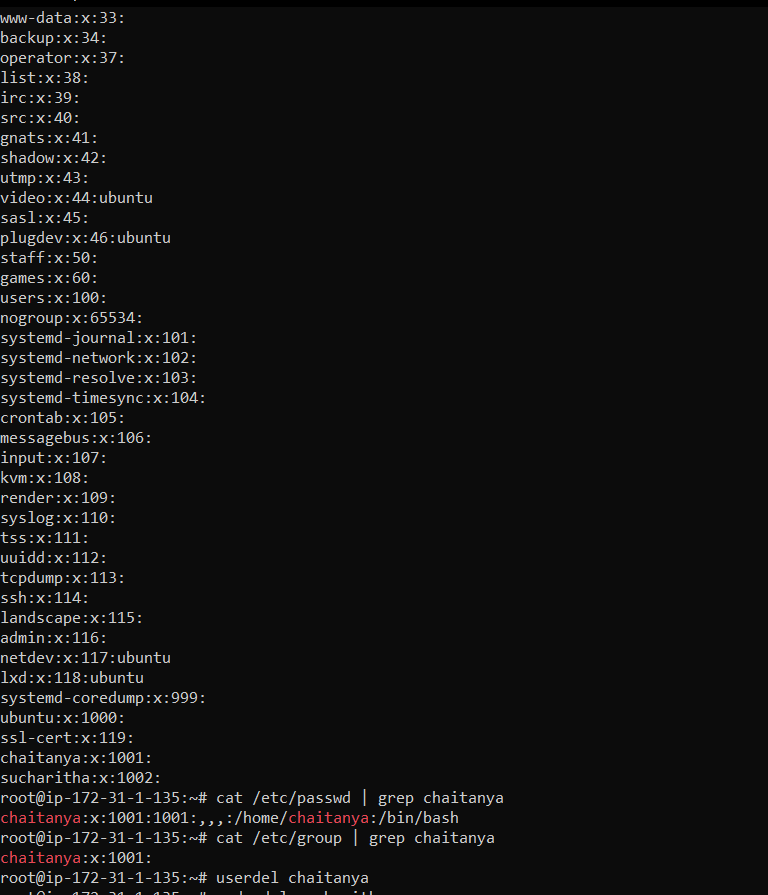 www-data:x:33:
backup:x:34:
operator:x:37:
list:x:38:
irc:x:39:
src:x:40:
gnats:x:41:
shadow:x:42:
utmp:x:43:
video:x:44:ubuntu
sasl:x:45:
plugdev:x:46:ubuntu
staff:x:50:
games:x:60:
users:x:100:
nogroup:x:65534:
systemd-journal:x:101:
systemd-network:x:102:
systemd-resolve:x:103:
systemd-timesync:x:104:
crontab:x:105:
messagebus:x:106:
input:x:107:
kvm:x:108:
render:x:109:
syslog:x:110:
tss:x:111:
uuidd:x:112:
tcpdump:x:113:
ssh:x:114:
landscape:x:115:
admin:x:116:
netdev:x:117:ubuntu
lxd:x:118:ubuntu
systemd-coredump:x:999:
ubuntu:x:1000:
ssl-cert:x:119:
chaitanya:x:1001:
sucharitha:x:1002:
root@ip-172-31-1-135:~# cat /etc/passwd | grep chaitanya
chaitanya:x:1001:1001:,,,:/home/chaitanya:/bin/bash
root@ip-172-31-1-135:~# cat /etc/group | grep chaitanya
chaitanya:x:1001:
root@ip-172-31-1-135:~# userdel chaitanya